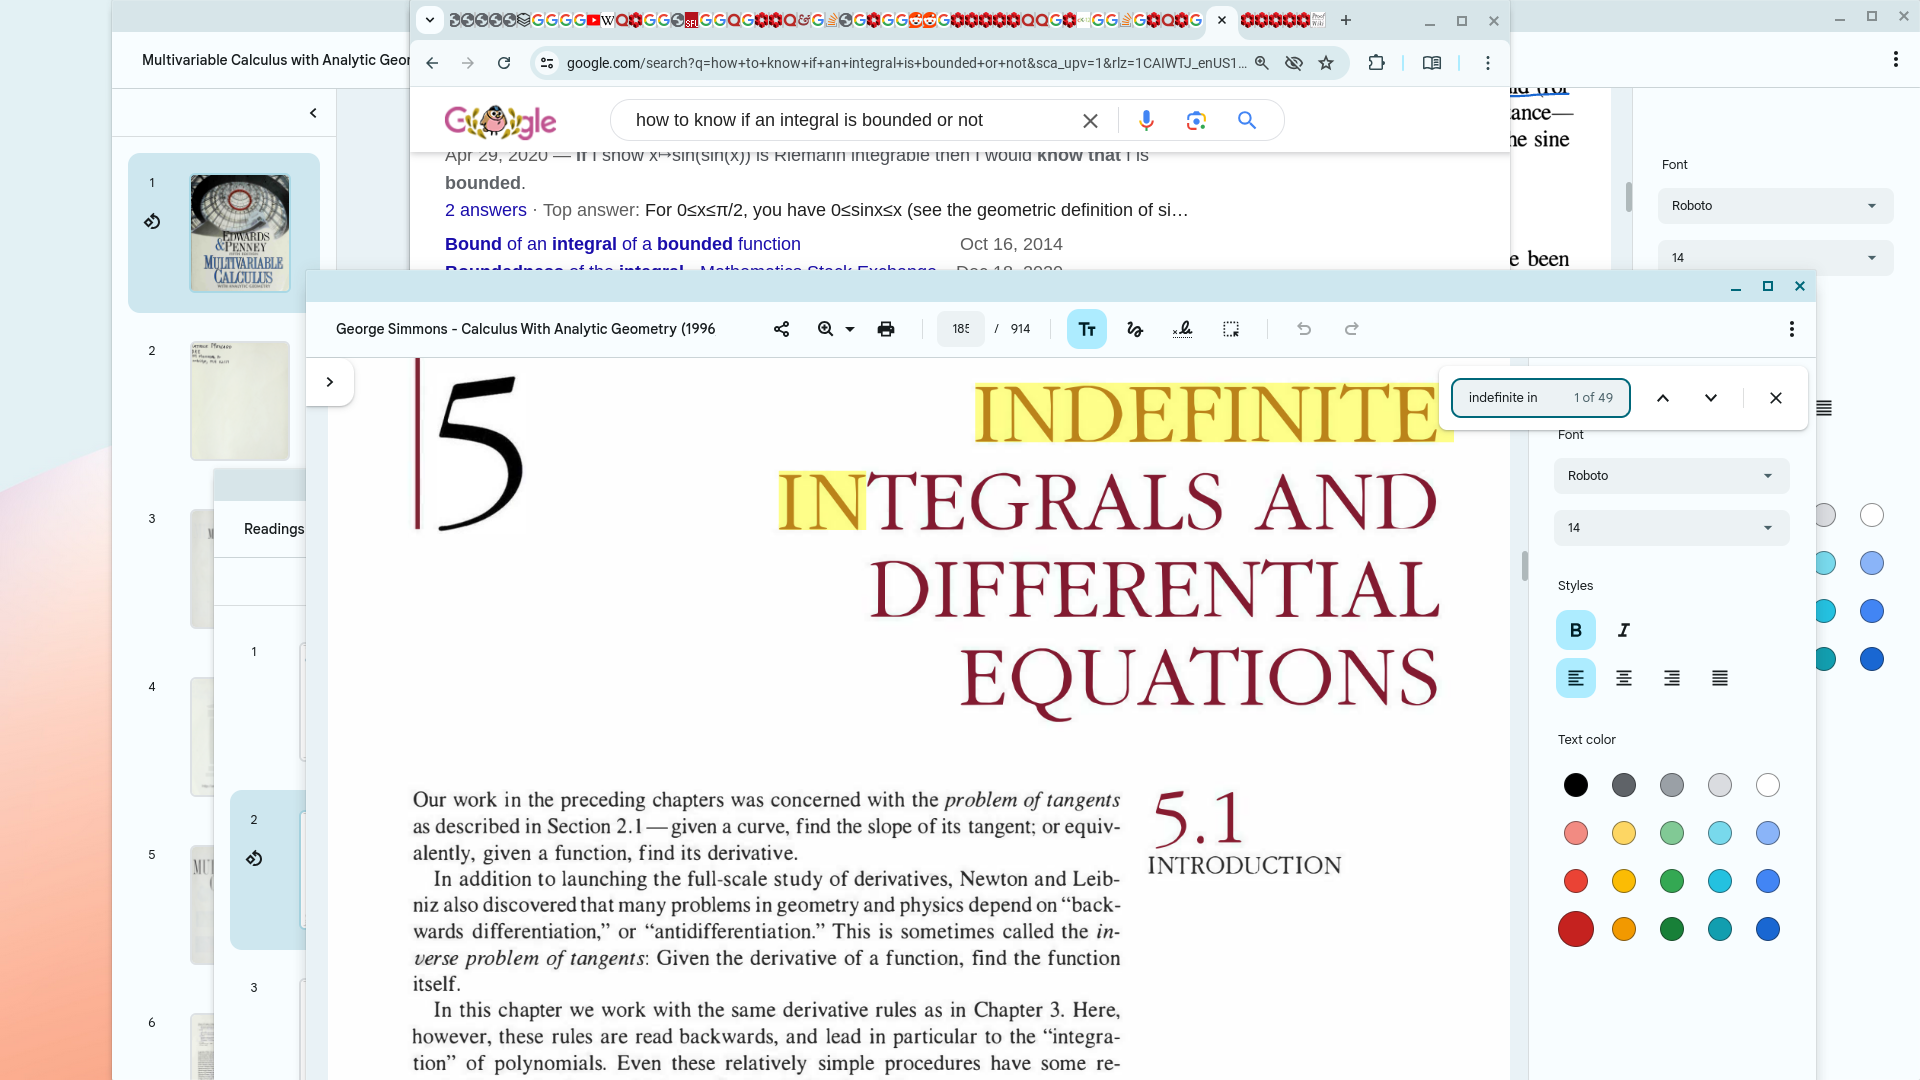 Multivariable Calculus with Analytic Geor
google.com/search?q=how+to+know+if+an+integral+is+bounded+or+not&sca_upv=1&rlz=1CAIWTJ_enUS1...
how to know if an integral is bounded or not
Apr 29, 2020 — If I show x↦sin(sin(x)) is Riemann integrable then I would know that I is
bounded.
2 answers · Top answer: For 0≤x≤π/2, you have 0≤sinx≤x (see the geometric definition of si…
Bound of an integral of a bounded function Oct 16, 2014
Boundedness of the integral - Mathematics Stack Exchange Dec 18, 2020
ance—
ne sine
e been
Font
Roboto
14
1
EDWARDS
&PENNEY
MULTIVARIABLE
CALCULUS
2
3
4
5
6
Readings
1
2
3
George Simmons - Calculus With Analytic Geometry (1996
185 / 914
indefinite in 1 of 49
5
INDEFINITE
INTEGRALS AND
DIFFERENTIAL
EQUATIONS
Our work in the preceding chapters was concerned with the problem of tangents
as described in Section 2.1—given a curve, find the slope of its tangent; or equiv-
alently, given a function, find its derivative.
In addition to launching the full-scale study of derivatives, Newton and Leib-
niz also discovered that many problems in geometry and physics depend on “back-
wards differentiation,” or “antidifferentiation.” This is sometimes called the in-
verse problem of tangents: Given the derivative of a function, find the function
itself.
In this chapter we work with the same derivative rules as in Chapter 3. Here,
however, these rules are read backwards, and lead in particular to the “integra-
tion” of polynomials. Even these relatively simple procedures have some re-
5.1
INTRODUCTION
Font
Roboto
14
Styles
B I
Text color